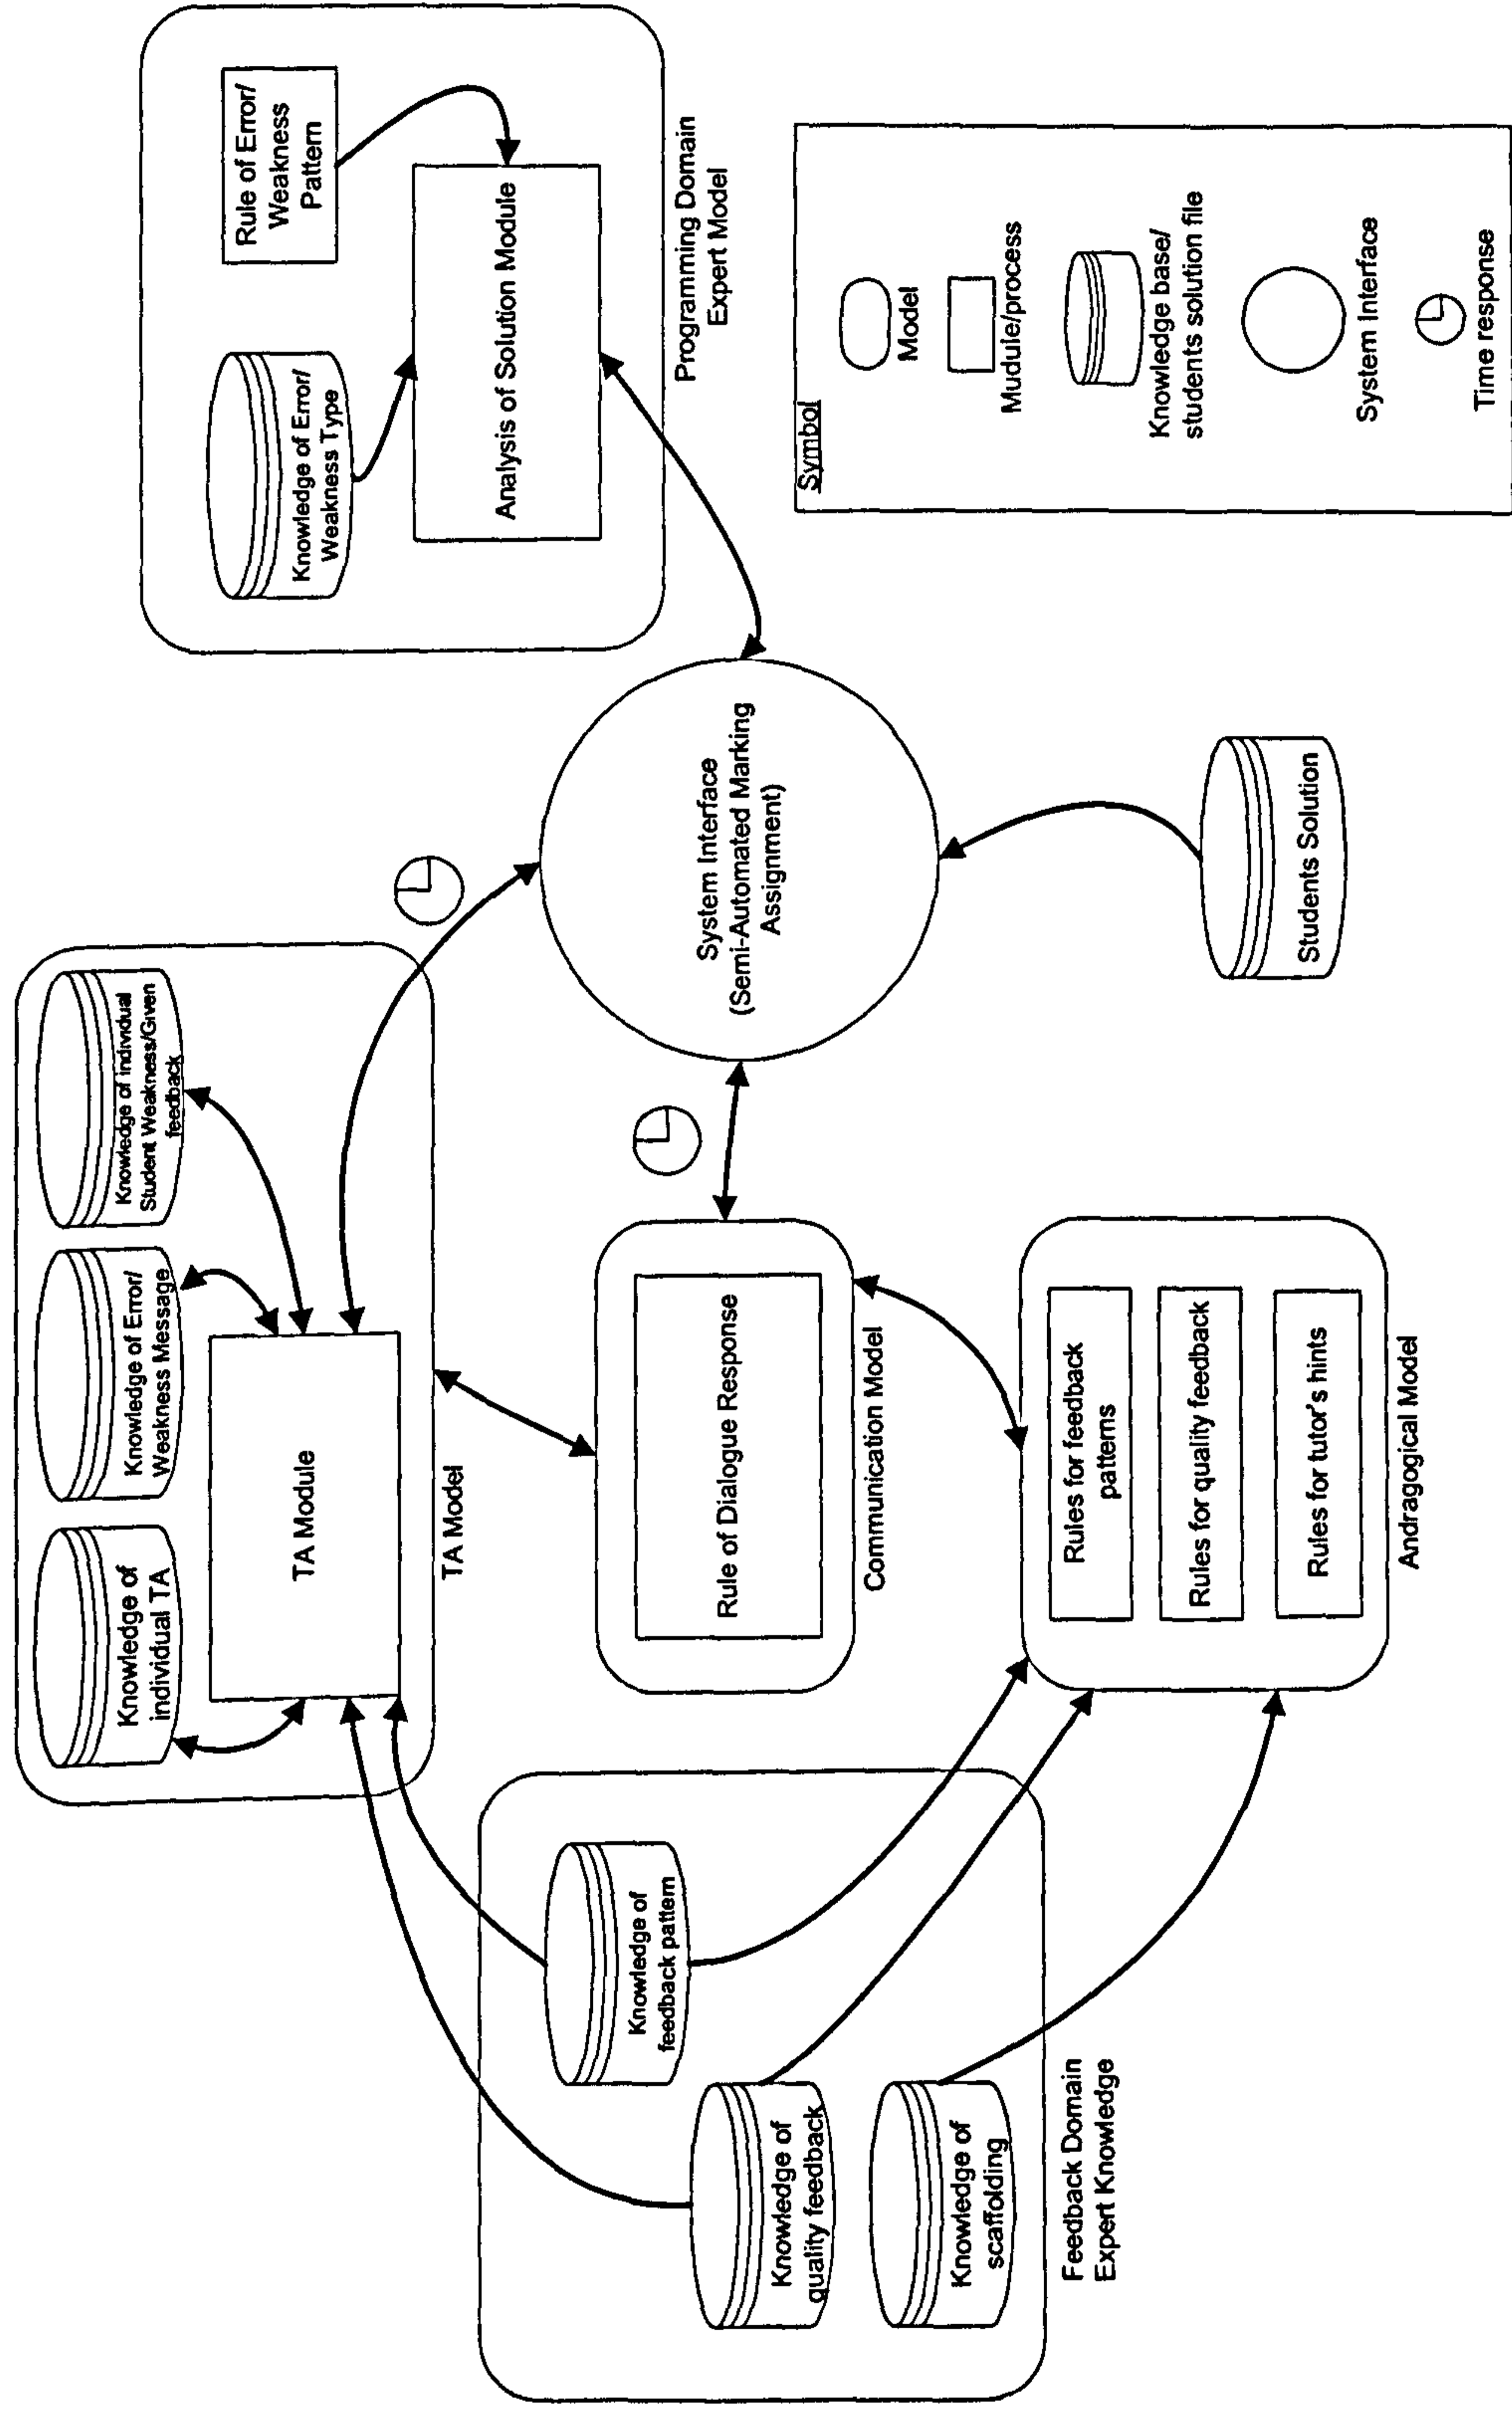 Knowledge of
individual TA
Knowledge of Error/
Weakness Message
Knowledge of individual
Student Weakness/Given
feedback
TA Module
TA Model
Rule of Error/
Weakness
Pattern
Knowledge of Error/
Weakness Type
Analysis of Solution Module
Programming Domain
Expert Model
System Interface
(Semi-Automated Marking
Assignment)
Rule of Dialogue Response
Communication Model
Knowledge of
feedback pattern
Knowledge of
quality feedback
Knowledge of
scaffolding
Feedback Domain
Expert Knowledge
Rules for feedback
patterns
Rules for quality feedback
Rules for tutor's hints
Andragogical Model
Students Solution
Symbol
Model
Mudule/process
Knowledge base/
students solution file
System Interface
Time response